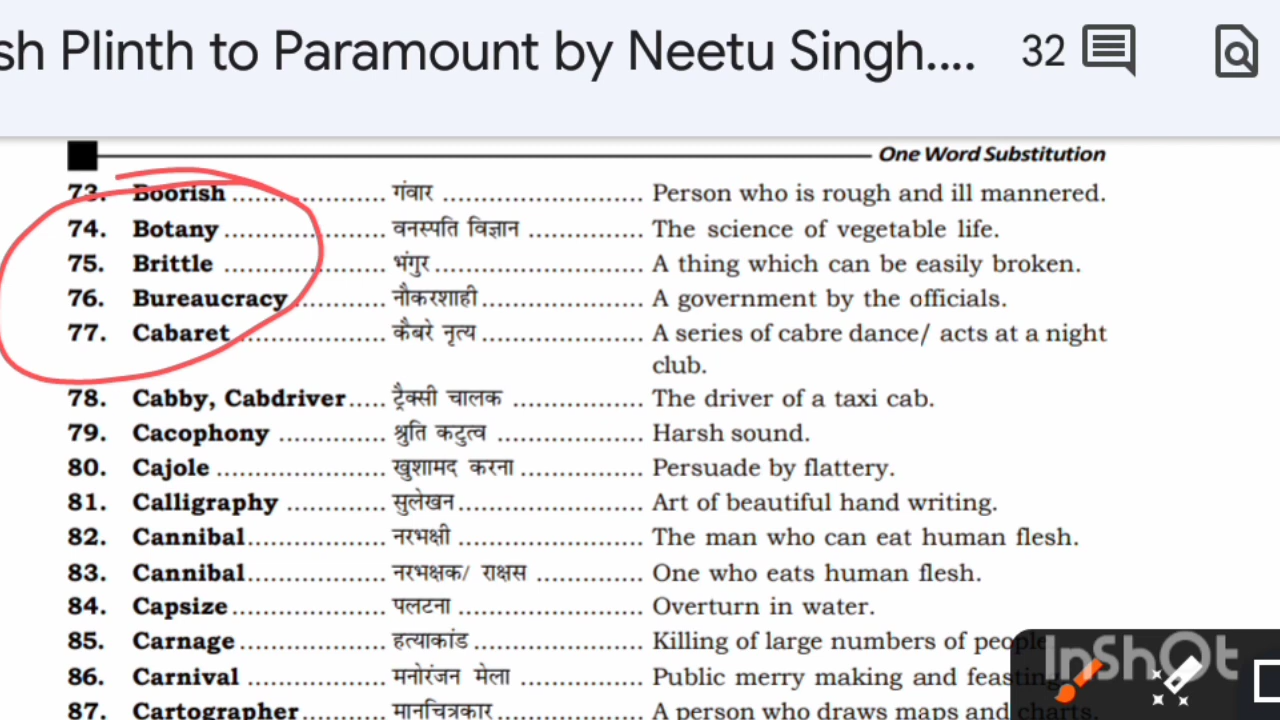 sh Plinth to Paramount by Neetu Singh.... 32
One Word Substitution
73. Boorish .................... गंवार .......................... Person who is rough and ill mannered.
74. Botany ..................... वनस्पति विज्ञान ............... The science of vegetable life.
75. Brittle ..................... भंगुर ........................... A thing which can be easily broken.
76. Bureaucracy ............ नौकरशाही ..................... A government by the officials.
77. Cabaret ................... कैबरे नृत्य ..................... A series of cabre dance/ acts at a night
club.
78. Cabby, Cabdriver ..... ट्रैक्सी चालक ................. The driver of a taxi cab.
79. Cacophony .............. श्रुति कटुत्व ................... Harsh sound.
80. Cajole ...................... खुशामद करना ................ Persuade by flattery.
81. Calligraphy ............. सुलेखन ........................ Art of beautiful hand writing.
82. Cannibal .................. नरभक्षी ........................ The man who can eat human flesh.
83. Cannibal .................. नरभक्षक/ राक्षस .............. One who eats human flesh.
84. Capsize .................... पलटना ........................ Overturn in water.
85. Carnage ................... हत्याकांड ...................... Killing of large numbers of people
86. Carnival .................. मनोरंजन मेला ................. Public merry making and feasting.
87. Cartographer ........... मानचित्रकार ................... A person who draws maps and charts.
InShOt